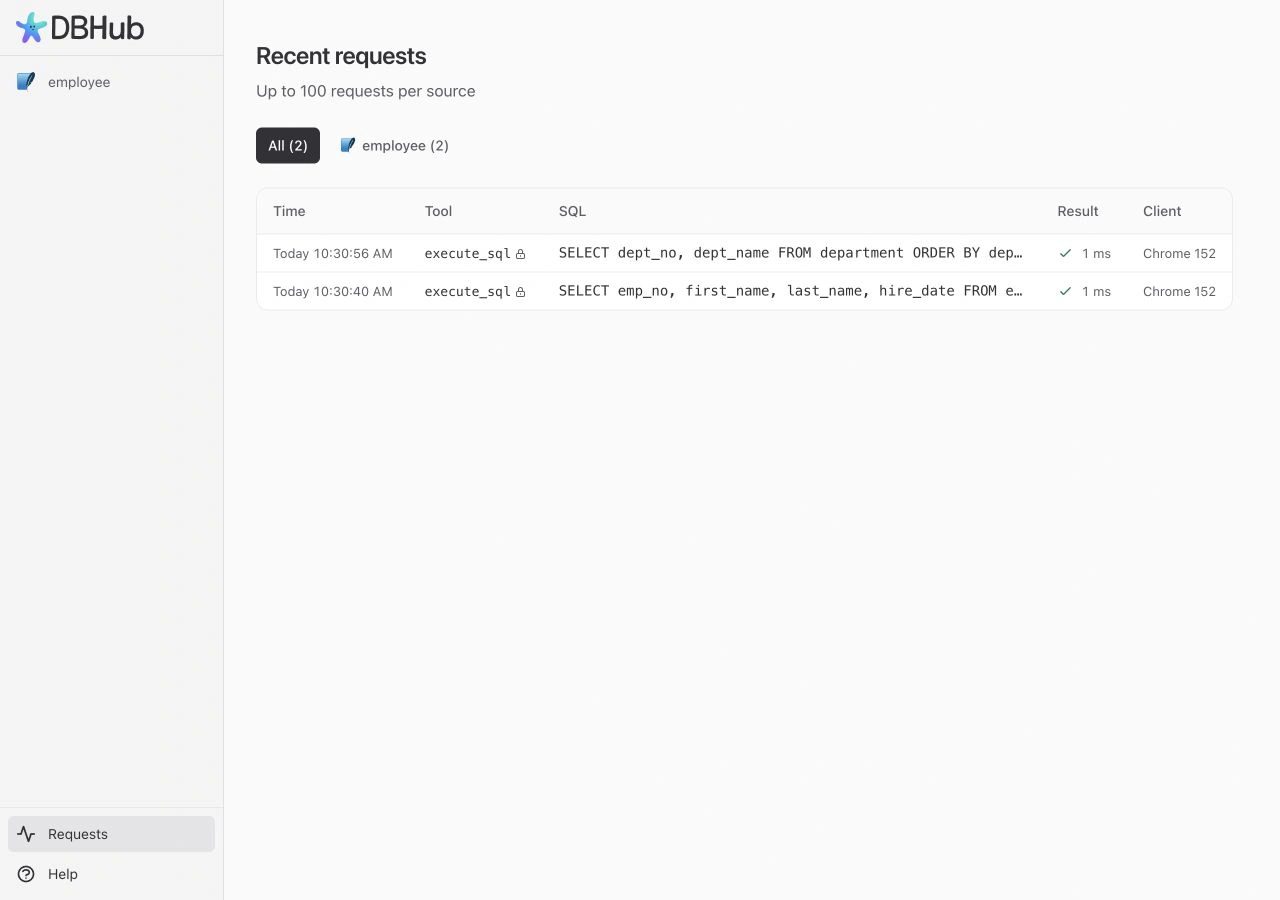 DBHub
employee
Recent requests
Up to 100 requests per source
All (2)
employee (2)
Time Tool SQL Result Client
Today 10:30:56 AM execute_sql SELECT dept_no, dept_name FROM department ORDER BY dep… 1 ms Chrome 152
Today 10:30:40 AM execute_sql SELECT emp_no, first_name, last_name, hire_date FROM e… 1 ms Chrome 152
Requests
Help